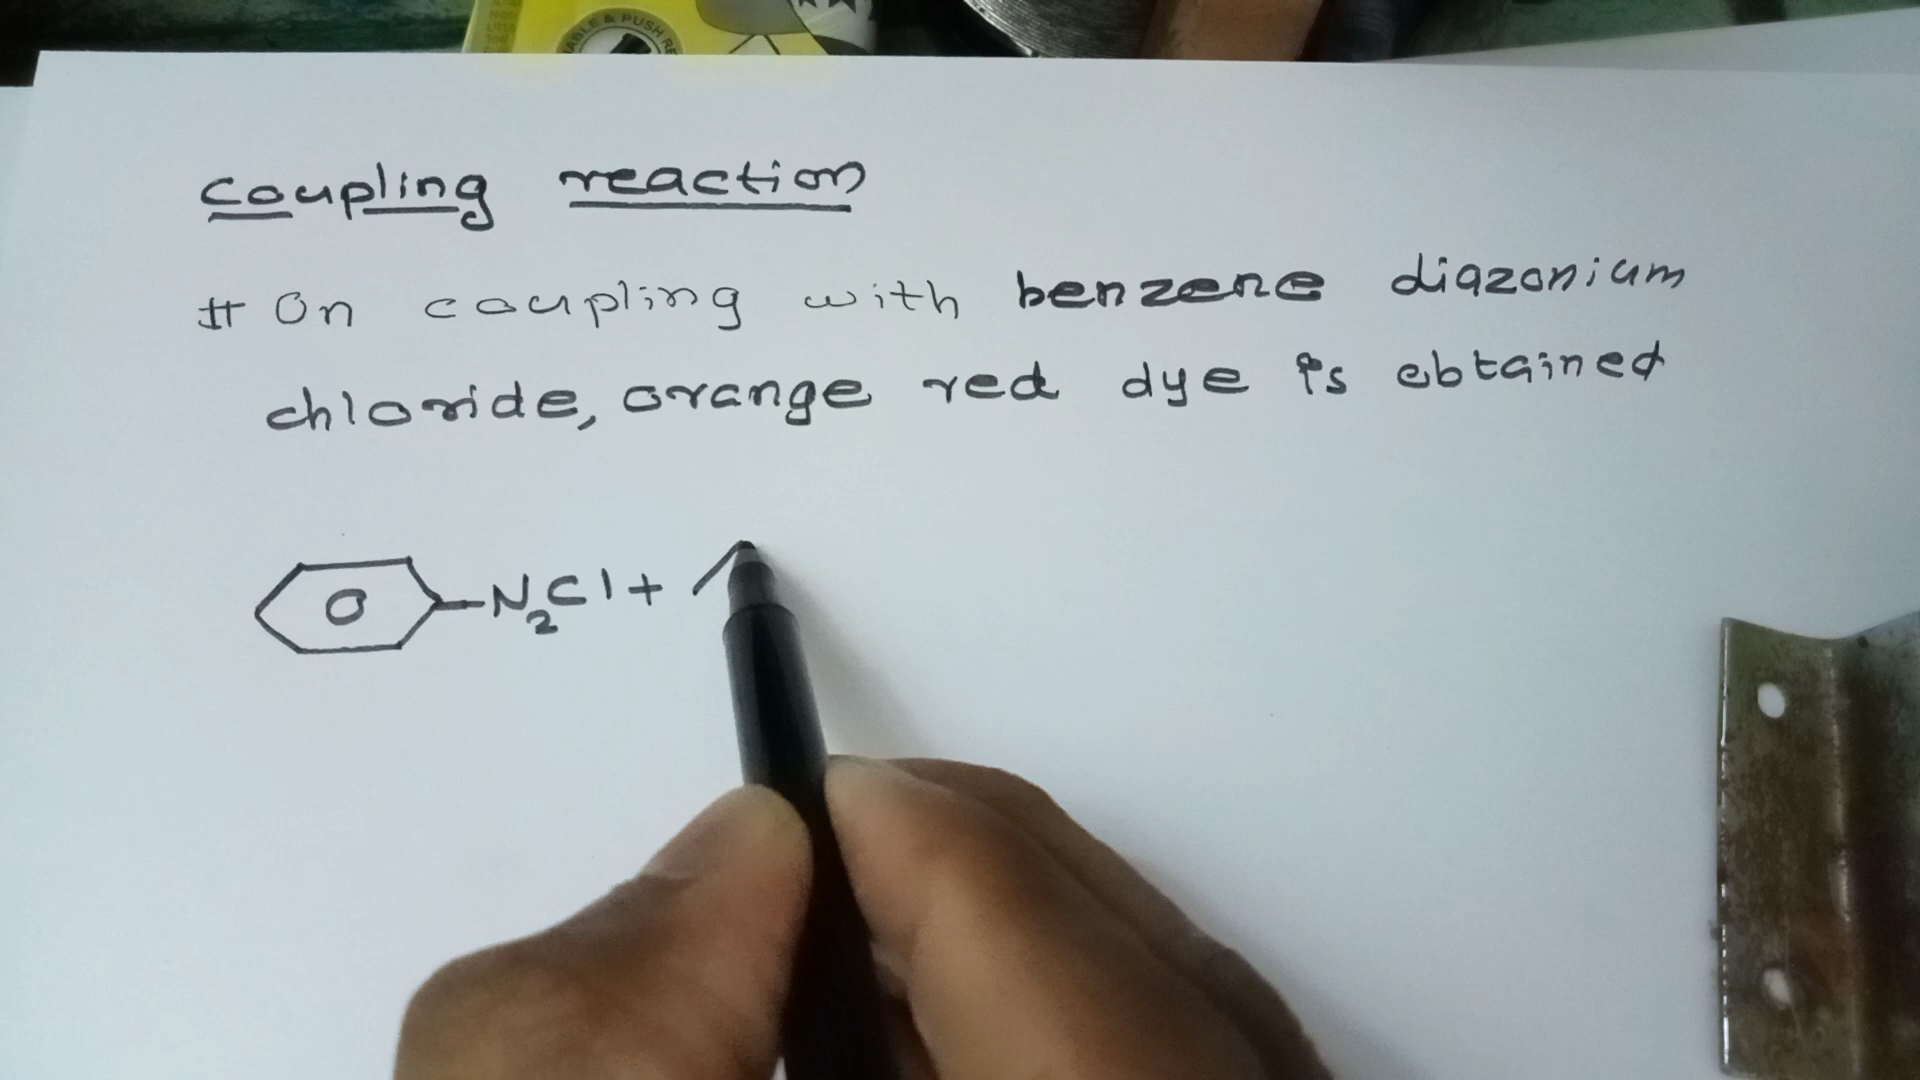 Coupling reaction
# On coupling with benzene diazonium
chloride, orange red dye is obtained
N2Cl +